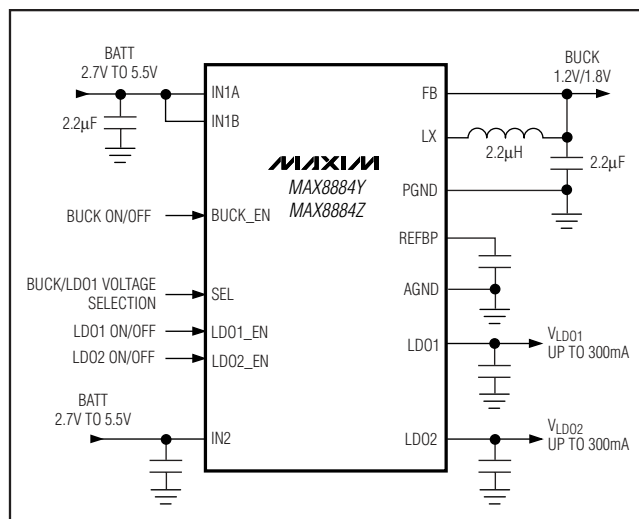 BATT
2.7V TO 5.5V
2.2µF
IN1A
IN1B
BUCK ON/OFF
BUCK_EN
BUCK/LDO1 VOLTAGE
SELECTION
SEL
LDO1 ON/OFF
LDO1_EN
LDO2 ON/OFF
LDO2_EN
BATT
2.7V TO 5.5V
IN2
MAXIM
MAX8884Y
MAX8884Z
FB
BUCK
1.2V/1.8V
LX
2.2µH
2.2µF
PGND
REFBP
AGND
LDO1
VLDO1
UP TO 300mA
LDO2
VLDO2
UP TO 300mA